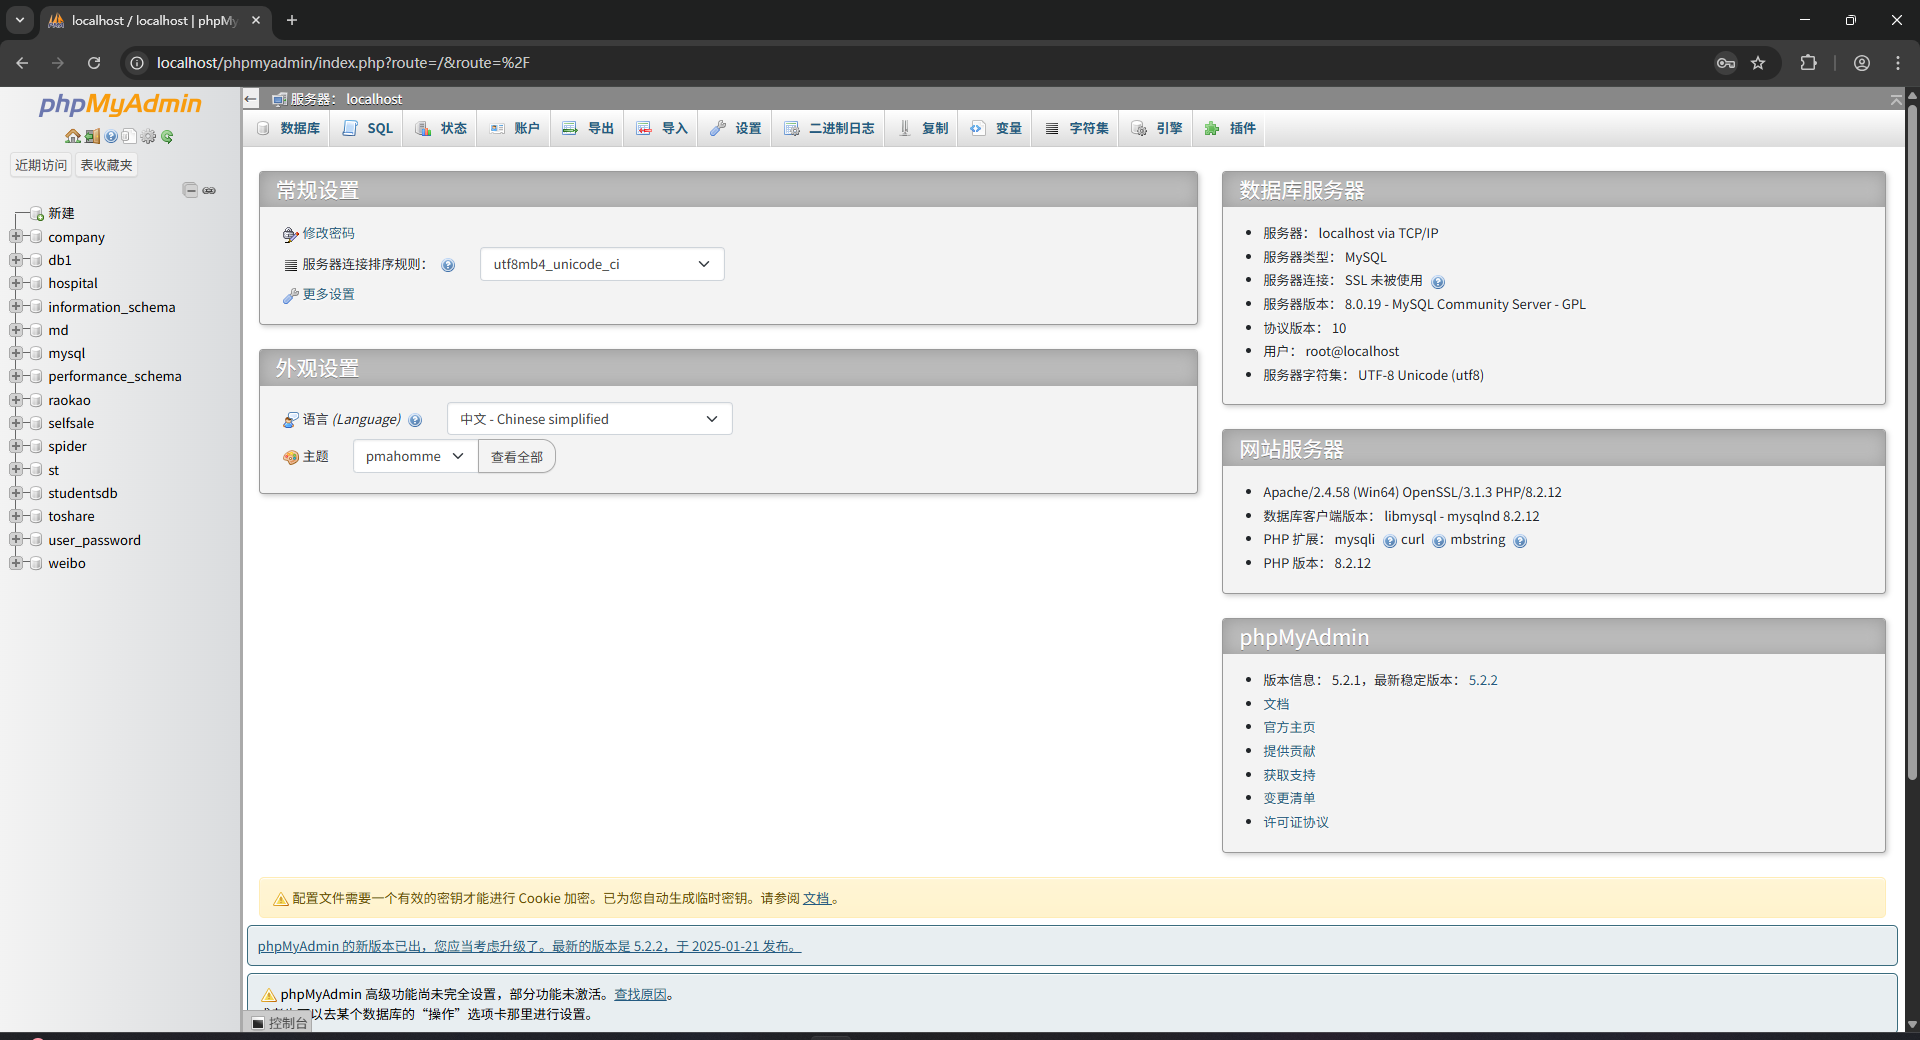 localhost / localhost | phpMy
localhost/phpmyadmin/index.php?route=/&route=%2F
phpMyAdmin
近期访问 表收藏夹
新建
company
db1
hospital
information_schema
md
mysql
performance_schema
raokao
selfsale
spider
st
studentsdb
toshare
user_password
weibo
服务器： localhost
数据库 SQL 状态 账户 导出 导入 设置 二进制日志 复制 变量 字符集 引擎 插件
常规设置
修改密码
服务器连接排序规则： utf8mb4_unicode_ci
更多设置
外观设置
语言 (Language) 中文 - Chinese simplified
主题 pmahomme 查看全部
数据库服务器
服务器： localhost via TCP/IP
服务器类型： MySQL
服务器连接： SSL 未被使用
服务器版本： 8.0.19 - MySQL Community Server - GPL
协议版本： 10
用户： root@localhost
服务器字符集： UTF-8 Unicode (utf8)
网站服务器
Apache/2.4.58 (Win64) OpenSSL/3.1.3 PHP/8.2.12
数据库客户端版本： libmysql - mysqlnd 8.2.12
PHP 扩展： mysqli curl mbstring
PHP 版本： 8.2.12
phpMyAdmin
版本信息： 5.2.1，最新稳定版本： 5.2.2
文档
官方主页
提供贡献
获取支持
变更清单
许可证协议
配置文件需要一个有效的密钥才能进行 Cookie 加密。已为您自动生成临时密钥。请参阅 文档 。
phpMyAdmin 的新版本已出，您应当考虑升级了。最新的版本是 5.2.2，于 2025-01-21 发布。
phpMyAdmin 高级功能尚未完全设置，部分功能未激活。查找原因。
以去某个数据库的“操作”选项卡那里进行设置。
控制台